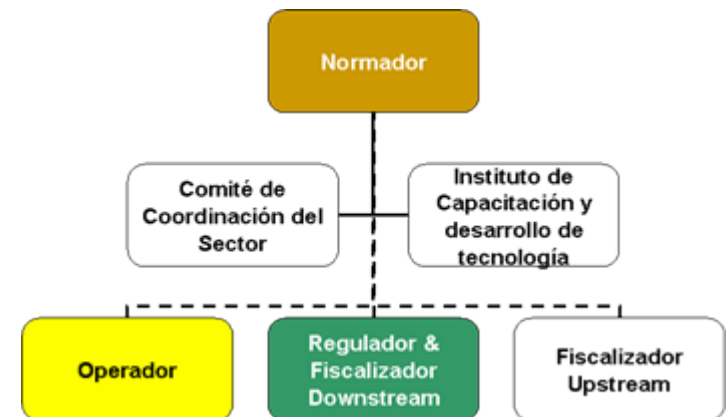 Normador
Comité de
Coordinación del
Sector
Instituto de
Capacitación y
desarrollo de
tecnología
Operador
Regulador &
Fiscalizador
Downstream
Fiscalizador
Upstream